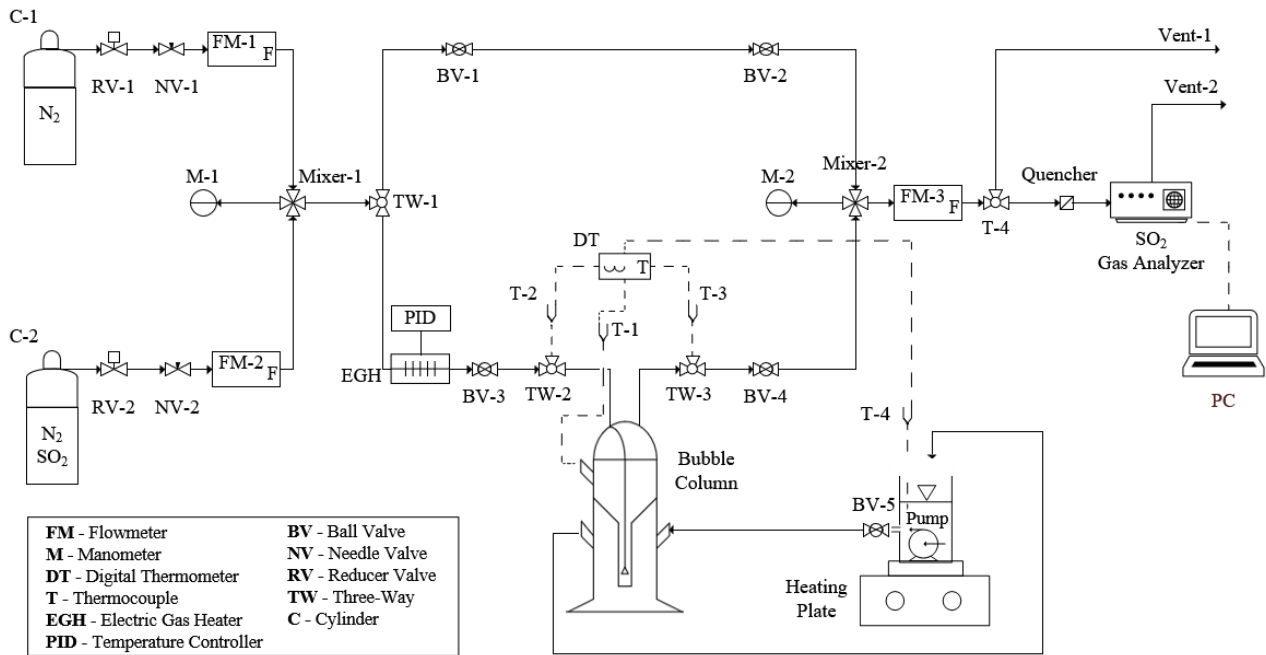 C-1
FM-1
F
RV-1
NV-1
N2
BV-1
BV-2
Vent-1
Vent-2
M-1
Mixer-1
TW-1
M-2
Mixer-2
FM-3
F
T-4
Quencher
SO2
Gas Analyzer
DT
T
T-2
T-1
T-3
PID
C-2
FM-2
F
RV-2
NV-2
EGH
BV-3
TW-2
TW-3
BV-4
PC
N2
SO2
T-4
Bubble
Column
BV-5
Pump
Heating
Plate
FM - Flowmeter
M - Manometer
DT - Digital Thermometer
T - Thermocouple
EGH - Electric Gas Heater
PID - Temperature Controller
BV - Ball Valve
NV - Needle Valve
RV - Reducer Valve
TW - Three-Way
C - Cylinder